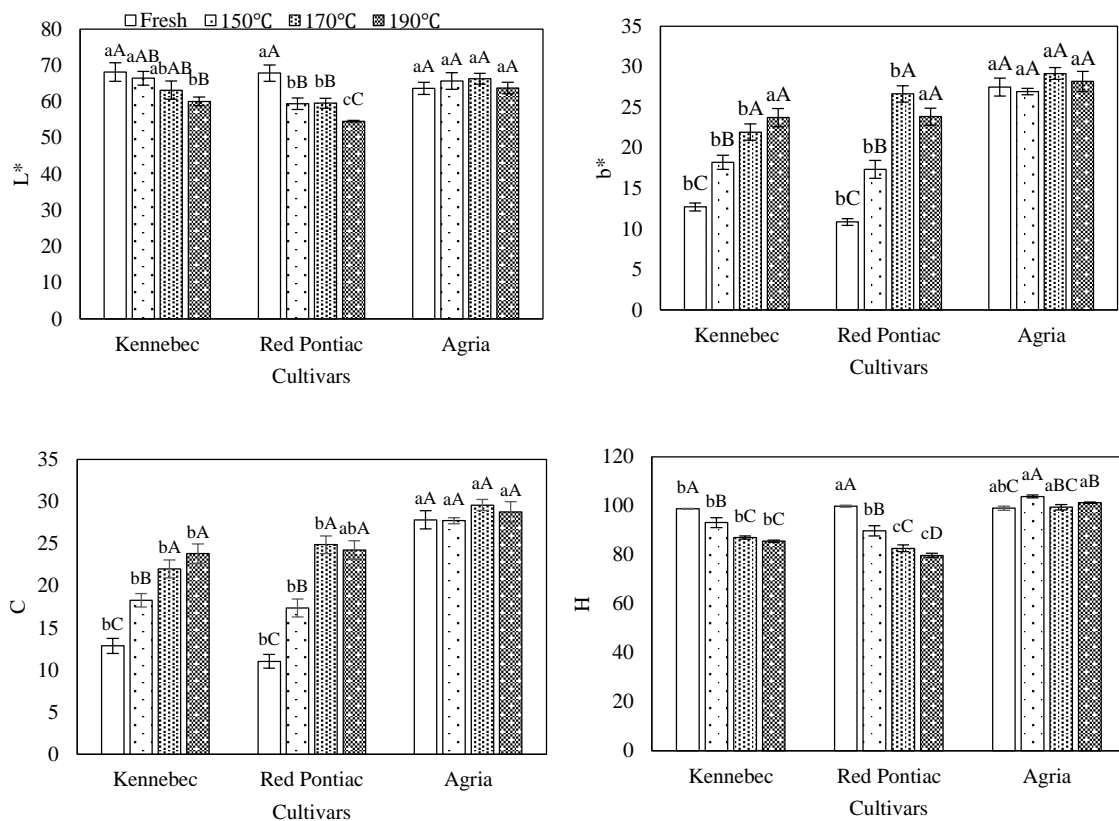 Fresh 150℃ 170℃ 190℃
80
70
60
50
40
30
20
10
0
L*
aA aAB abAB bB aA bB bB cC aA aA aA aA
Kennebec Red Pontiac Agria
Cultivars
35
30
25
20
15
10
5
0
b*
bC bB bA aA bC bB bA aA aA aA aA aA
Kennebec Red Pontiac Agria
Cultivars
35
30
25
20
15
10
5
0
C
bC bB bA bA bC bB bA abA aA aA aA aA
Kennebec Red Pontiac Agria
Cultivars
120
100
80
60
40
20
0
H
bA bB bC bC aA bB cC cD abC aA aBC aB
Kennebec Red Pontiac Agria
Cultivars